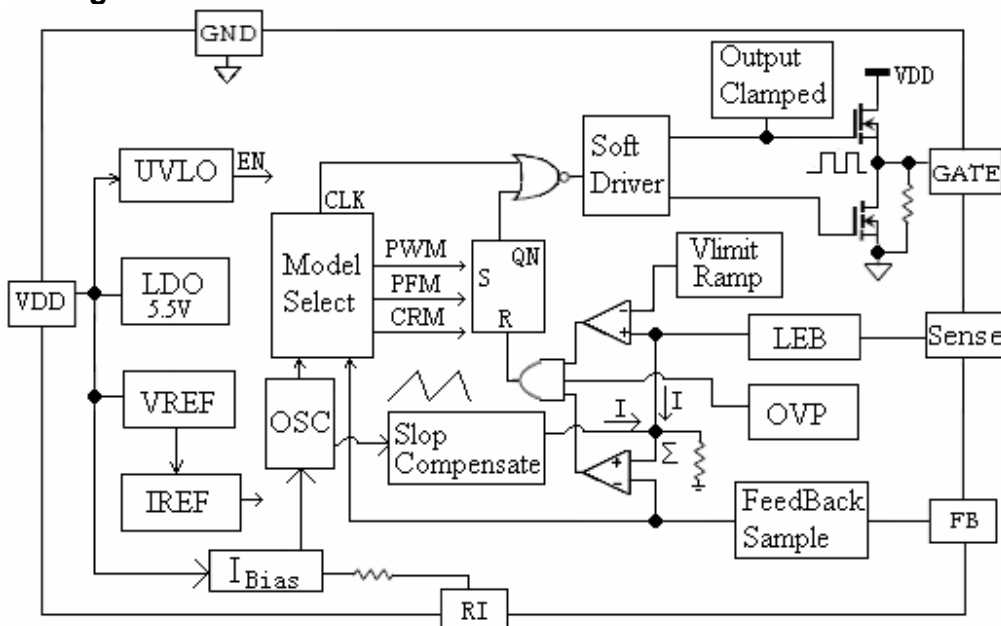 GND
Output
Clamped
VDD
UVLO
EN
Soft
Driver
GATE
CLK
Model
Select
PWM
PFM
CRM
S
QN
R
Vlimit
Ramp
VDD
LDO
5.5V
LEB
Sense
VREF
OSC
I
I
OVP
Slop
Compensate
Σ
IREF
FeedBack
Sample
FB
I Bias
RI